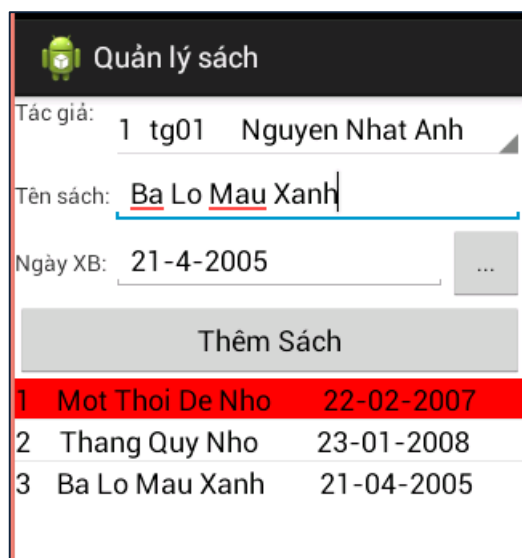 Quản lý sách
Tác giả: 1 tg01 Nguyen Nhat Anh
Tên sách: Ba Lo Mau Xanh
Ngày XB: 21-4-2005 ...
Thêm Sách
1 Mot Thoi De Nho 22-02-2007
2 Thang Quy Nho 23-01-2008
3 Ba Lo Mau Xanh 21-04-2005